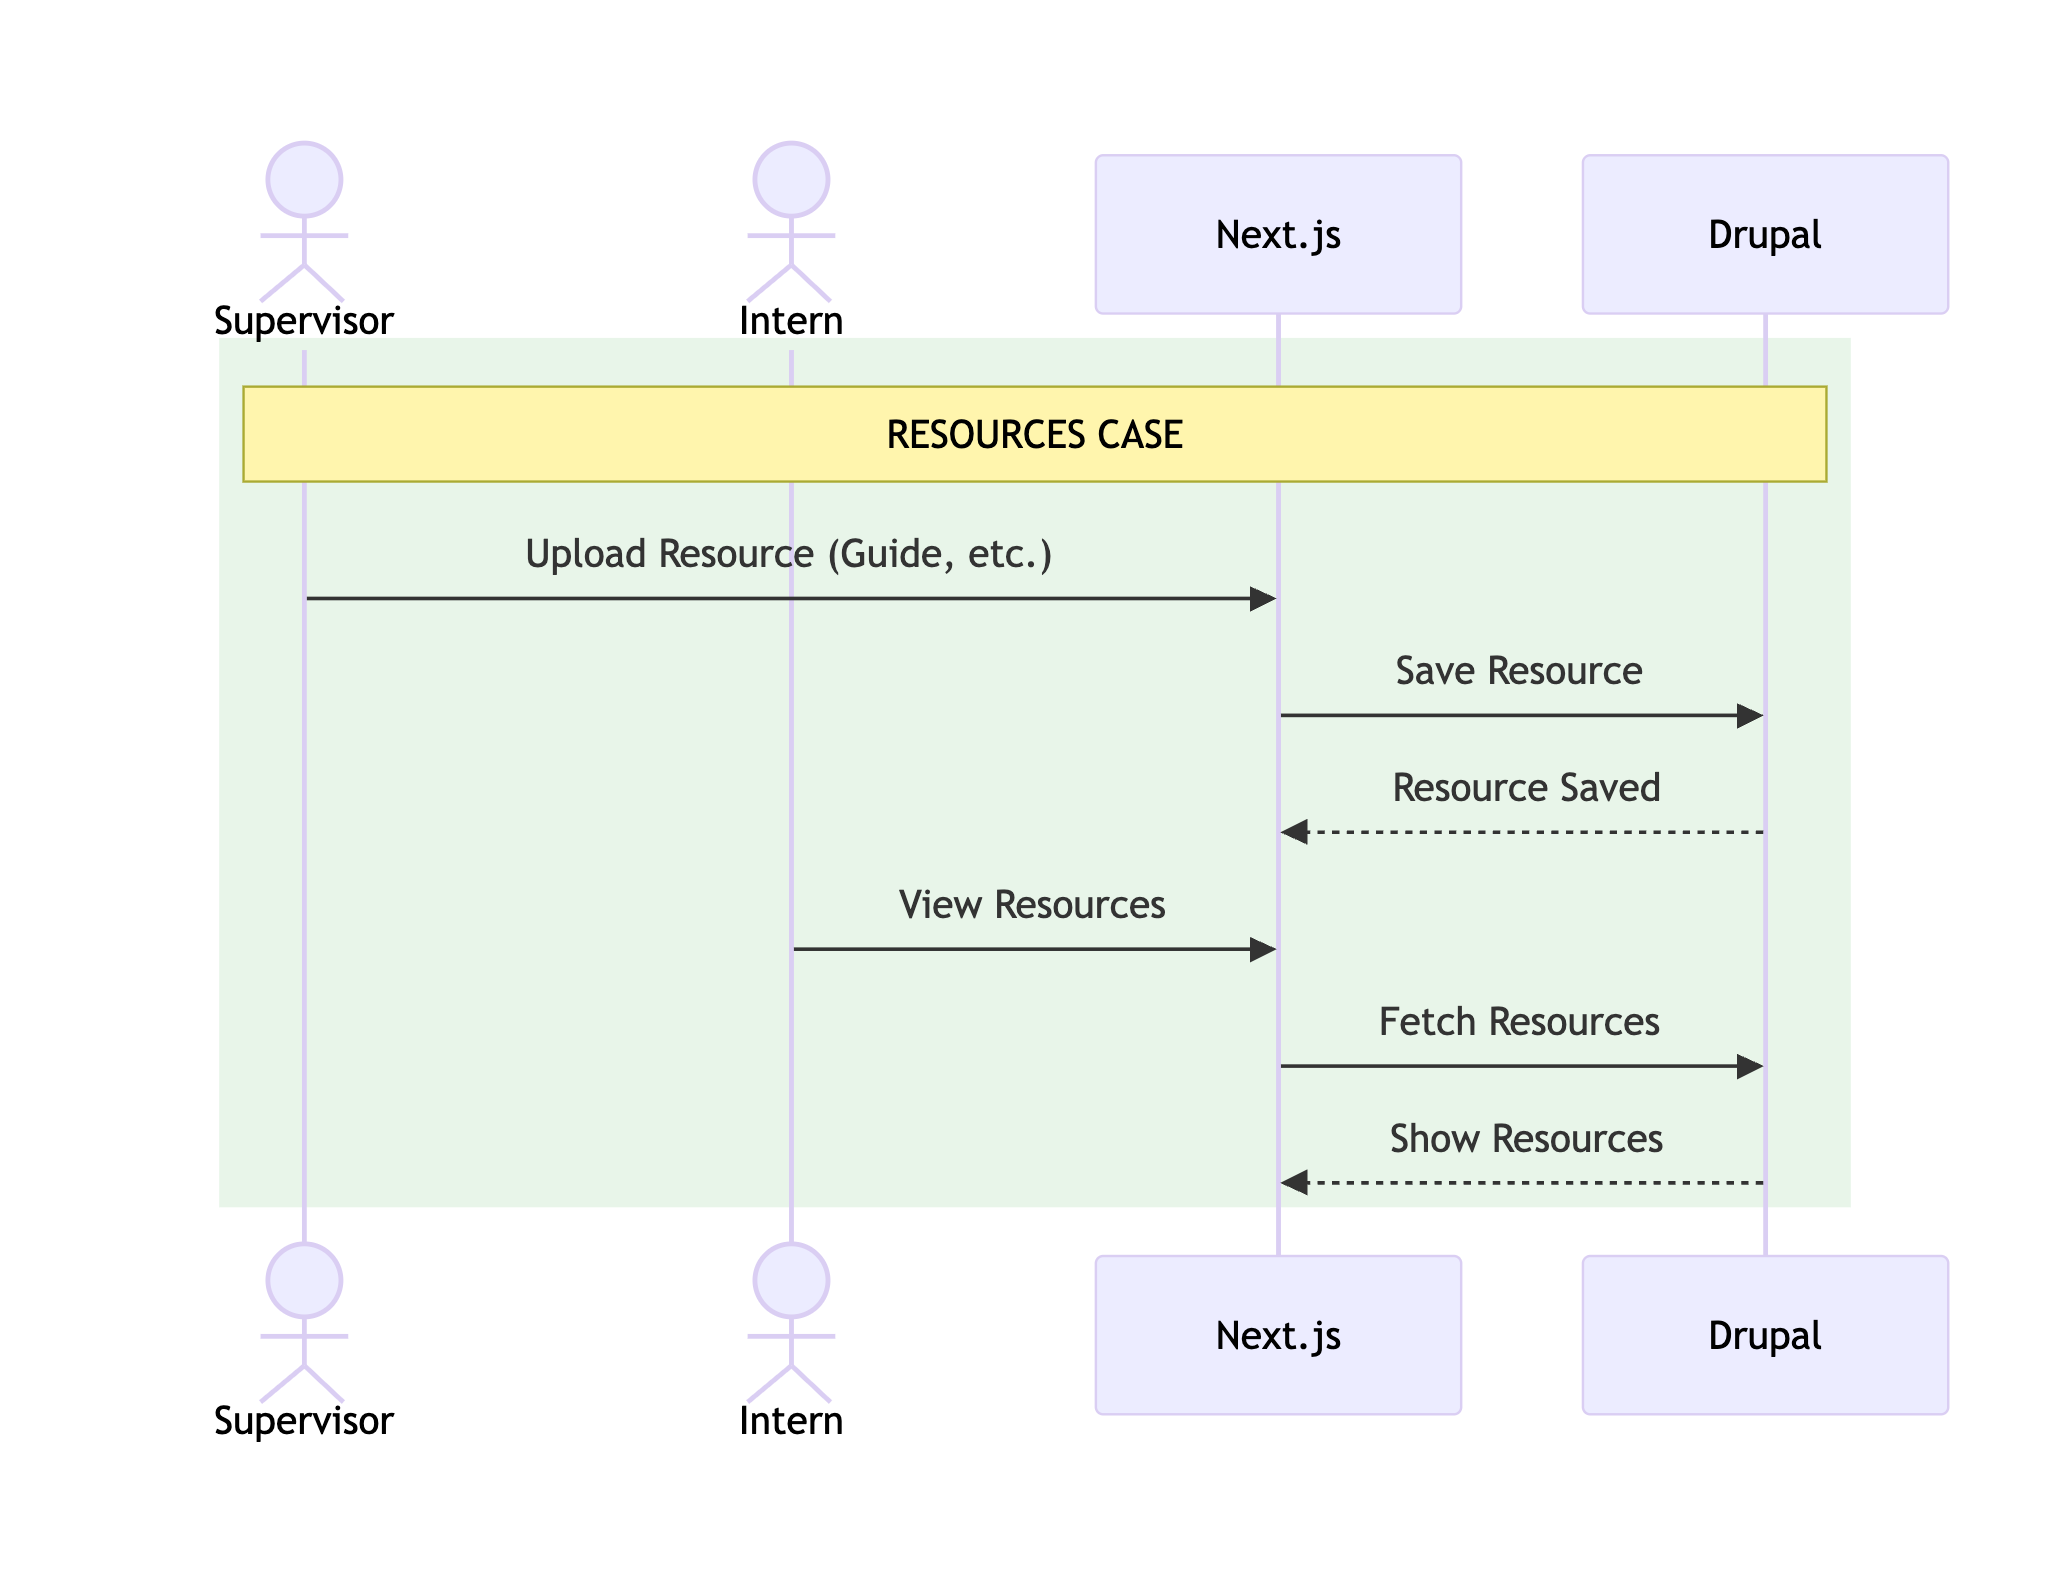 Supervisor
Intern
Next.js
Drupal
RESOURCES CASE
Upload Resource (Guide, etc.)
Save Resource
Resource Saved
View Resources
Fetch Resources
Show Resources
Supervisor
Intern
Next.js
Drupal